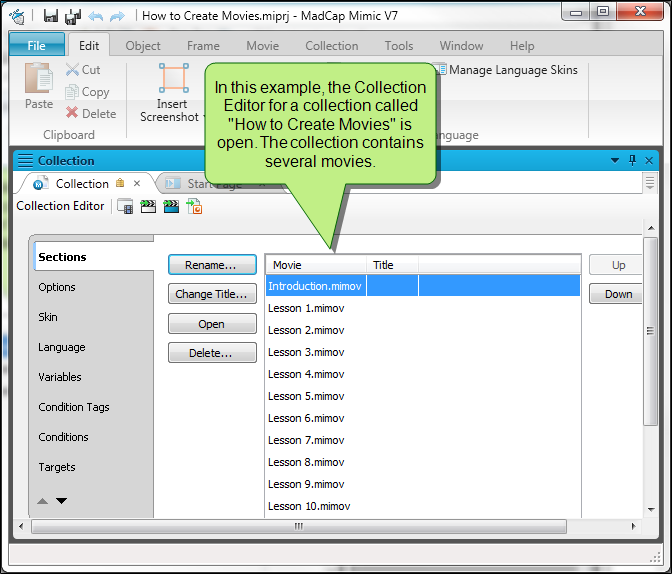 How to Create Movies.miprj - MadCap Mimic V7
File Edit Object Frame Movie Collection Tools Window Help
Paste
Cut
Copy
Delete
Clipboard
Insert
Screenshot
Manage Language Skins
In this example, the Collection
Editor for a collection called
"How to Create Movies" is
open. The collection contains
several movies.
Collection
Collection Start Page
Collection Editor
Sections
Options
Skin
Language
Variables
Condition Tags
Conditions
Targets
Rename...
Change Title...
Open
Delete...
Movie Title
Introduction.mimov
Lesson 1.mimov
Lesson 2.mimov
Lesson 3.mimov
Lesson 4.mimov
Lesson 5.mimov
Lesson 6.mimov
Lesson 7.mimov
Lesson 8.mimov
Lesson 9.mimov
Lesson 10.mimov
Up
Down